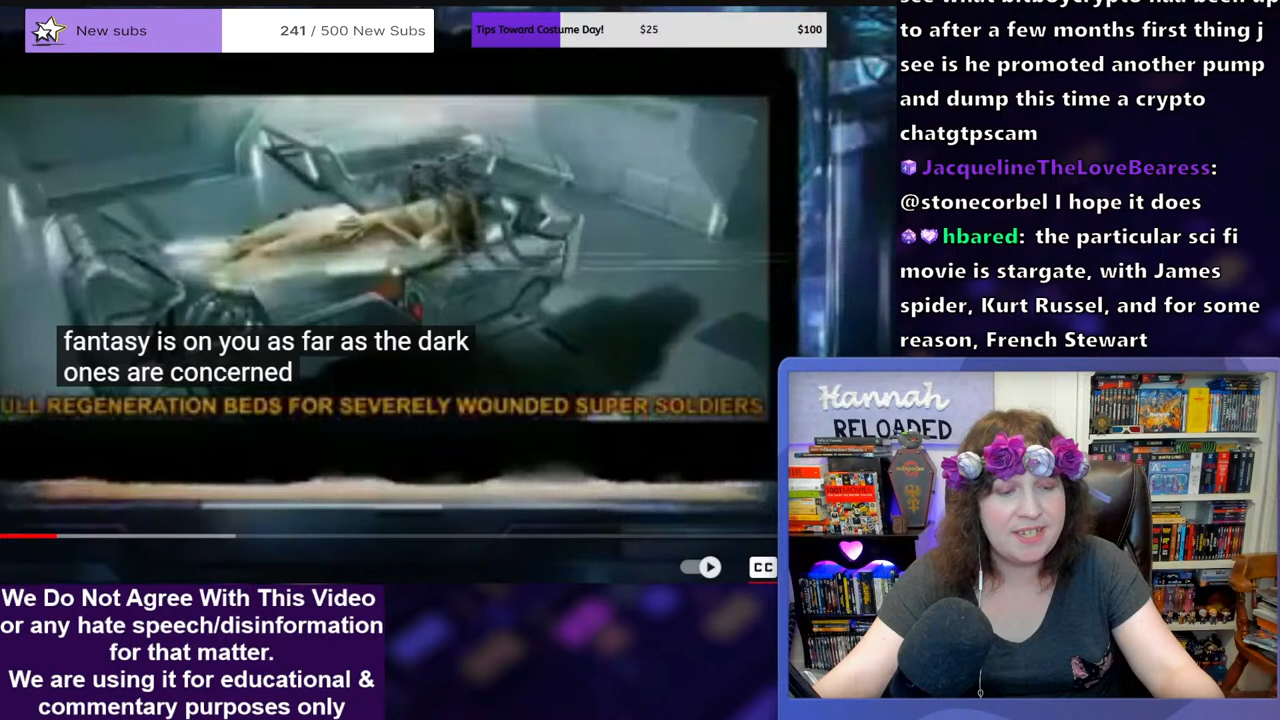 New subs
241 / 500 New Subs
Tips Toward Costume Day!
$25
$100
fantasy is on you as far as the dark
ones are concerned
ULL REGENERATION BEDS FOR SEVERELY WOUNDED SUPER SOLDIERS
CC
We Do Not Agree With This Video
or any hate speech/disinformation
for that matter.
We are using it for educational &
commentary purposes only
see what bitboycrypto had been up
to after a few months first thing j
see is he promoted another pump
and dump this time a crypto
chatgtpscam
JacquelineTheLoveBearess:
@stonecorbel I hope it does
hbared: the particular sci fi
movie is stargate, with James
spider, Kurt Russel, and for some
reason, French Stewart
Hannah
RELOADED